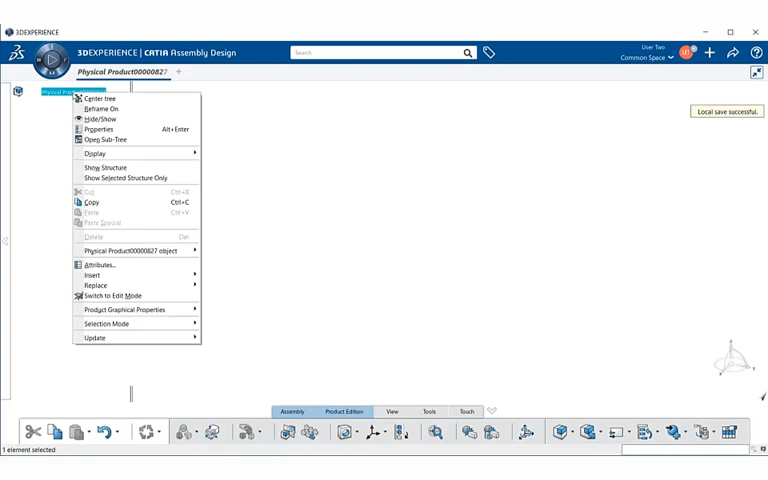 3DEXPERIENCE
3DEXPERIENCE | CATIA Assembly Design
Search
User Two
Common Space
Physical Product00000827
Local save successful.
Center tree
Reframe On
Hide/Show
Properties Alt+Enter
Open Sub-Tree
Display
Show Structure
Show Selected Structure Only
Cut Ctrl+X
Copy Ctrl+C
Paste Ctrl+V
Paste Special
Delete Del
Physical Product00000827 object
Attributes...
Insert
Replace
Switch to Edit Mode
Product Graphical Properties
Selection Mode
Update
Assembly Product Edition View Tools Touch
1 element selected